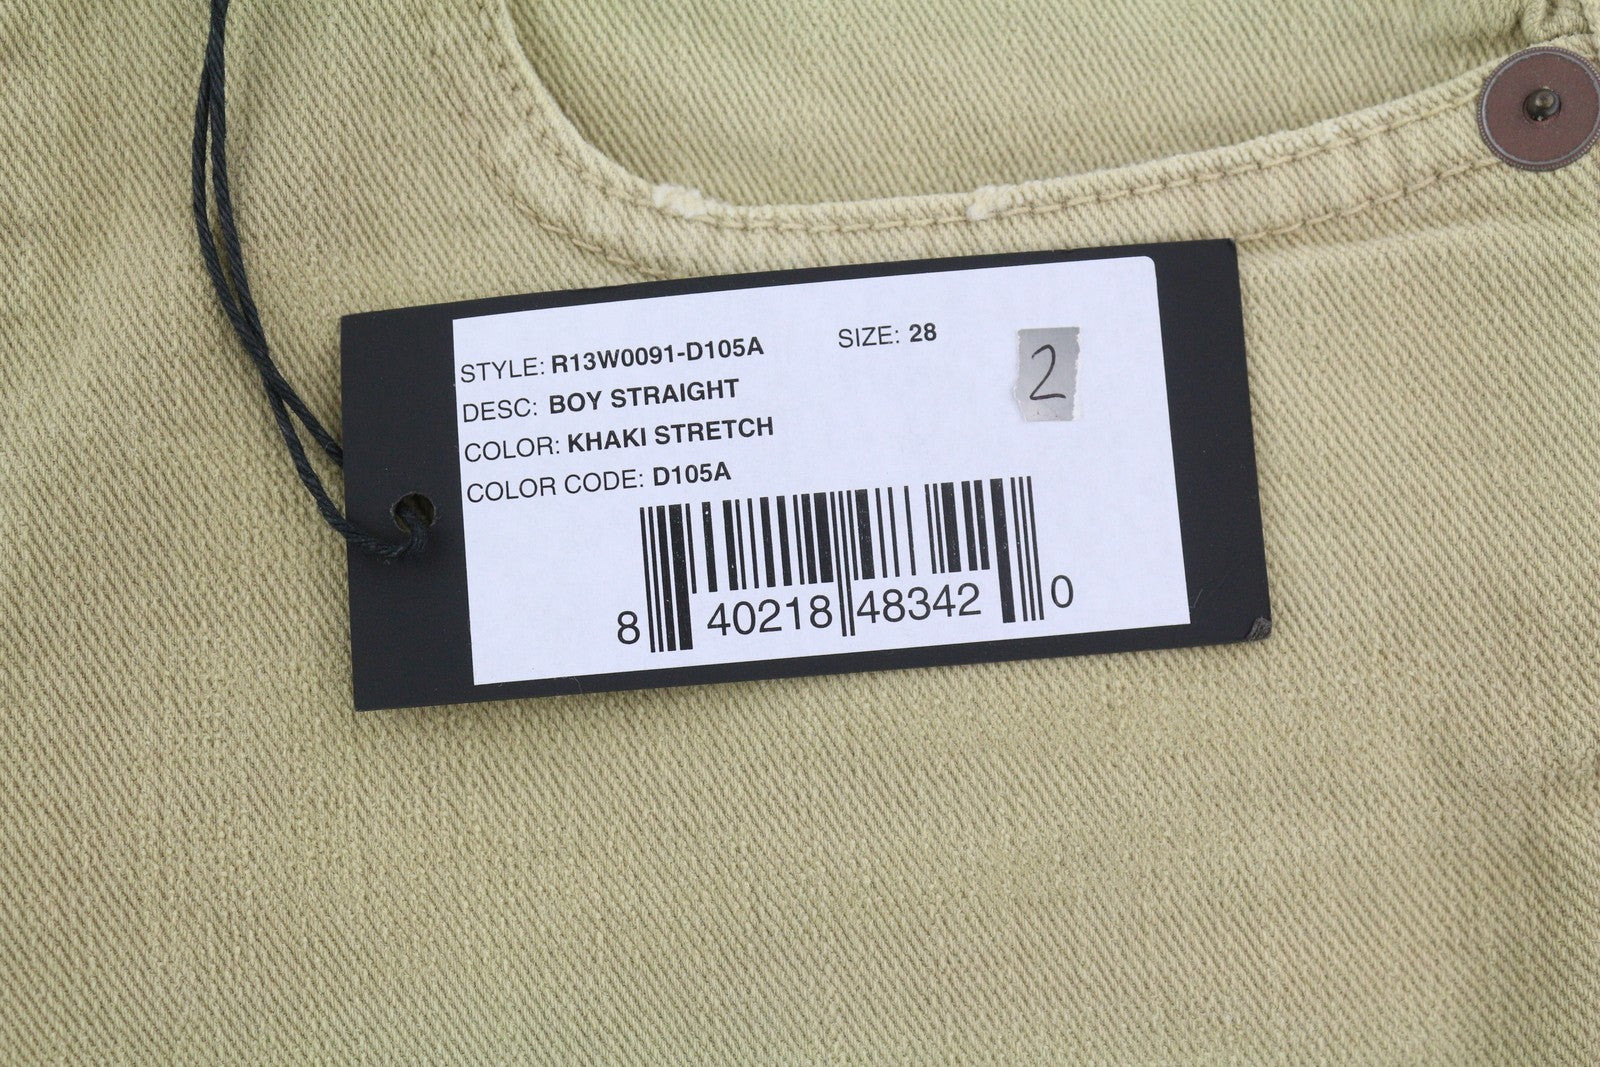 STYLE: R13W0091-D105A SIZE: 28
2
DESC: BOY STRAIGHT
COLOR: KHAKI STRETCH
COLOR CODE: D105A
8 40218 48342 0